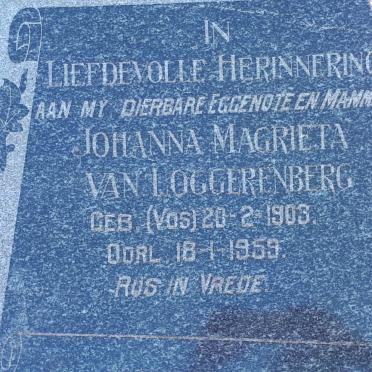 IN
LIEFDEVOLLE HERINNERING
AAN MY DIERBARE EGGENOTE EN MAMM
JOHANNA MAGRIETA
VAN LOGGERENBERG
GEB. (VOS) 20-2-1903.
OORL. 18-1-1959.
RUS IN VREDE.